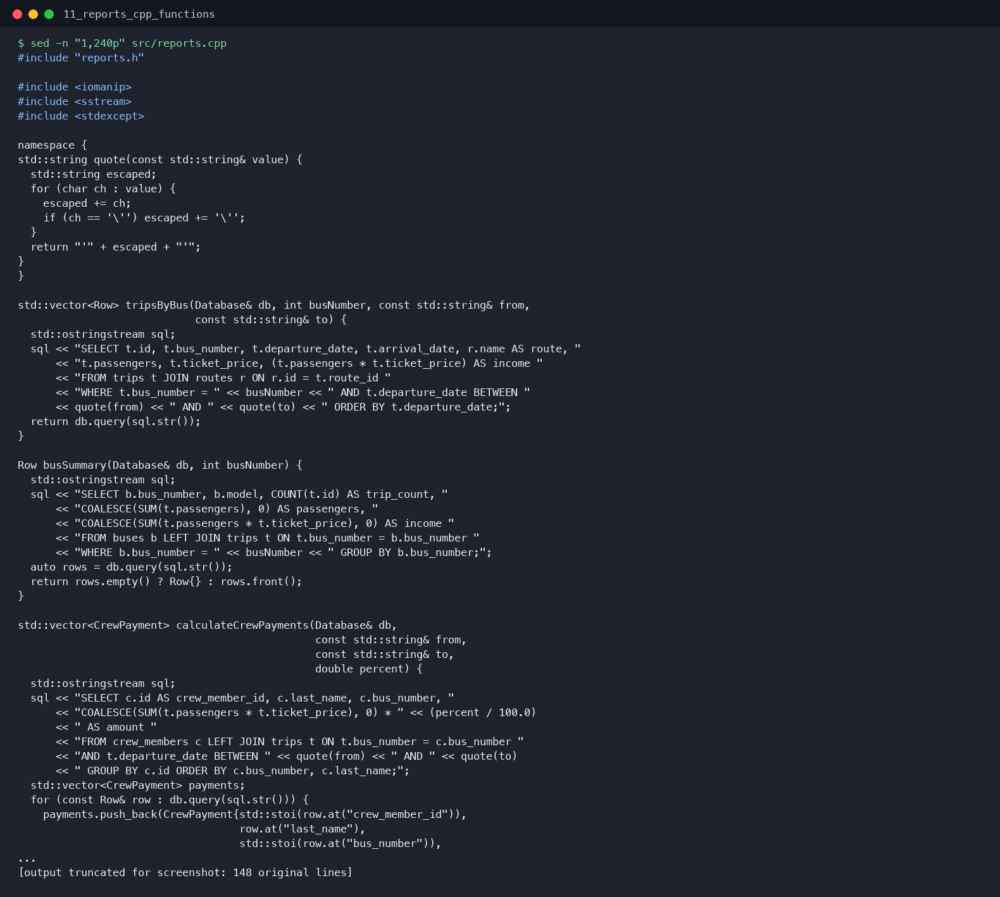 11_reports_cpp_functions
$ sed -n "1,240p" src/reports.cpp
#include "reports.h"

#include <iomanip>
#include <sstream>
#include <stdexcept>

namespace {
std::string quote(const std::string& value) {
  std::string escaped;
  for (char ch : value) {
    escaped += ch;
    if (ch == '\'') escaped += '\'';
  }
  return "'" + escaped + "'";
}
}

std::vector<Row> tripsByBus(Database& db, int busNumber, const std::string& from,
                            const std::string& to) {
  std::ostringstream sql;
  sql << "SELECT t.id, t.bus_number, t.departure_date, t.arrival_date, r.name AS route, "
      << "t.passengers, t.ticket_price, (t.passengers * t.ticket_price) AS income "
      << "FROM trips t JOIN routes r ON r.id = t.route_id "
      << "WHERE t.bus_number = " << busNumber << " AND t.departure_date BETWEEN "
      << quote(from) << " AND " << quote(to) << " ORDER BY t.departure_date;";
  return db.query(sql.str());
}

Row busSummary(Database& db, int busNumber) {
  std::ostringstream sql;
  sql << "SELECT b.bus_number, b.model, COUNT(t.id) AS trip_count, "
      << "COALESCE(SUM(t.passengers), 0) AS passengers, "
      << "COALESCE(SUM(t.passengers * t.ticket_price), 0) AS income "
      << "FROM buses b LEFT JOIN trips t ON t.bus_number = b.bus_number "
      << "WHERE b.bus_number = " << busNumber << " GROUP BY b.bus_number;";
  auto rows = db.query(sql.str());
  return rows.empty() ? Row{} : rows.front();
}

std::vector<CrewPayment> calculateCrewPayments(Database& db,
                                               const std::string& from,
                                               const std::string& to,
                                               double percent) {
  std::ostringstream sql;
  sql << "SELECT c.id AS crew_member_id, c.last_name, c.bus_number, "
      << "COALESCE(SUM(t.passengers * t.ticket_price), 0) * " << (percent / 100.0)
      << " AS amount "
      << "FROM crew_members c LEFT JOIN trips t ON t.bus_number = c.bus_number "
      << "AND t.departure_date BETWEEN " << quote(from) << " AND " << quote(to)
      << " GROUP BY c.id ORDER BY c.bus_number, c.last_name;";
  std::vector<CrewPayment> payments;
  for (const Row& row : db.query(sql.str())) {
    payments.push_back(CrewPayment{std::stoi(row.at("crew_member_id")),
                                   row.at("last_name"),
                                   std::stoi(row.at("bus_number")),
...
[output truncated for screenshot: 148 original lines]